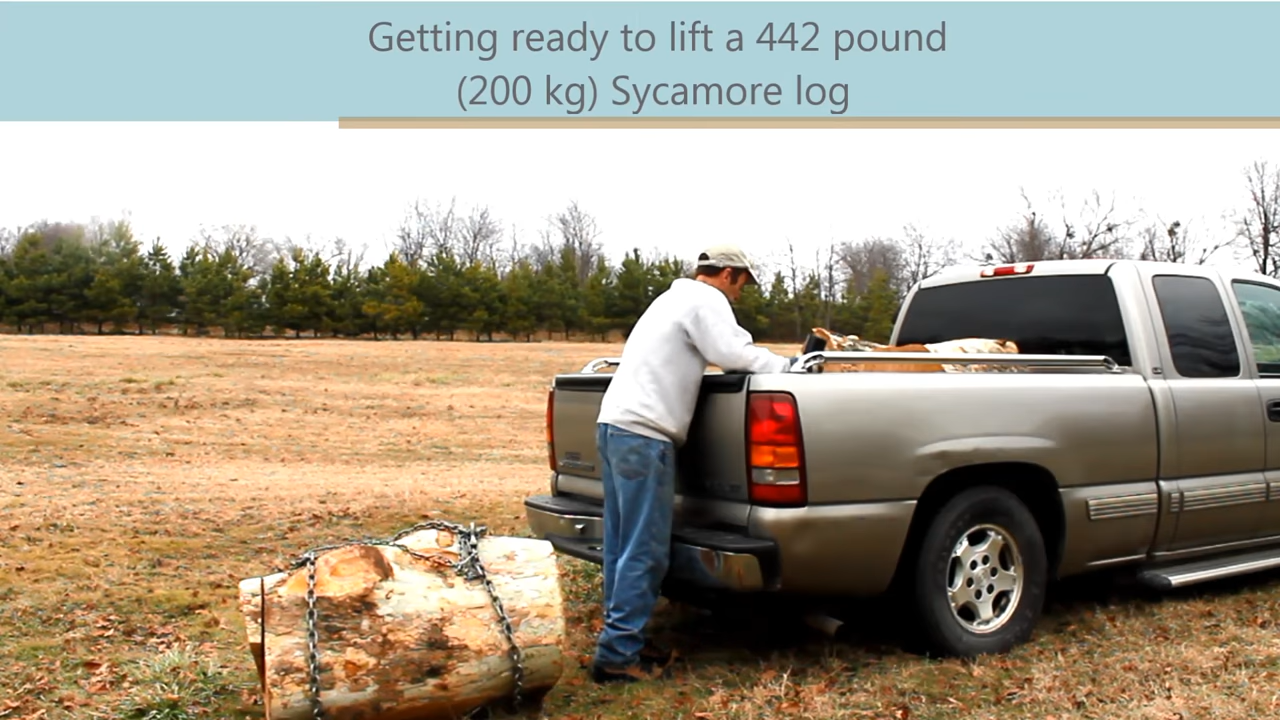 Getting ready to lift a 442 pound
(200 kg) Sycamore log